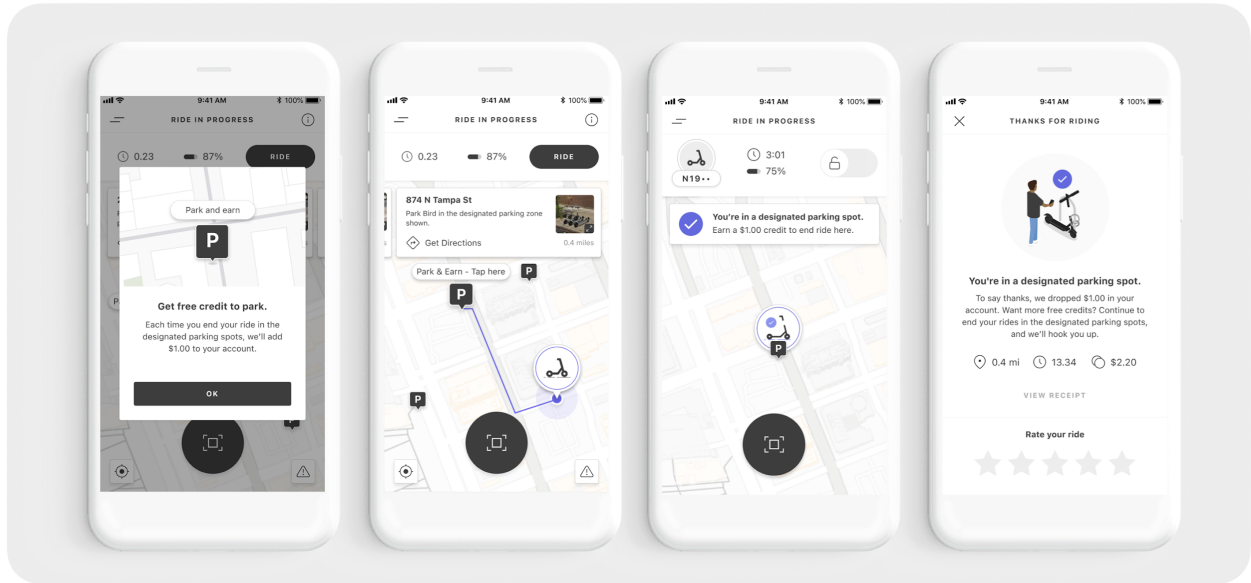 9:41 AM
100%
RIDE IN PROGRESS
0.23
87%
RIDE
Park and earn
P
Get free credit to park.
Each time you end your ride in the
designated parking spots, we'll add
$1.00 to your account.
OK
9:41 AM
100%
RIDE IN PROGRESS
0.23
87%
RIDE
874 N Tampa St
Park Bird in the designated parking zone
shown.
Get Directions
0.4 miles
Park & Earn - Tap here
P
P
P
9:41 AM
100%
RIDE IN PROGRESS
3:01
75%
N19••
You're in a designated parking spot.
Earn a $1.00 credit to end ride here.
P
9:41 AM
100%
THANKS FOR RIDING
You're in a designated parking spot.
To say thanks, we dropped $1.00 in your
account. Want more free credits? Continue to
end your rides in the designated parking spots,
and we'll hook you up.
0.4 mi
13.34
$2.20
VIEW RECEIPT
Rate your ride